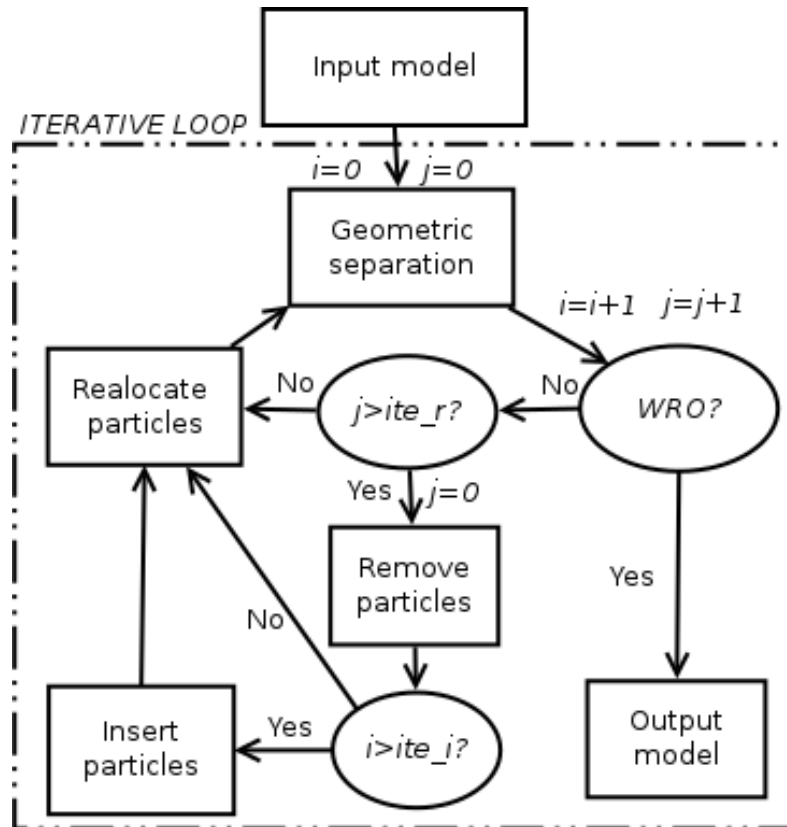 Input model
ITERATIVE LOOP
i=0 j=0
Geometric
separation
i=i+1 j=j+1
Realocate
particles
No
j>ite_r?
No
WRO?
Yes
j=0
Remove
particles
Yes
No
Insert
particles
Yes
i>ite_i?
Output
model